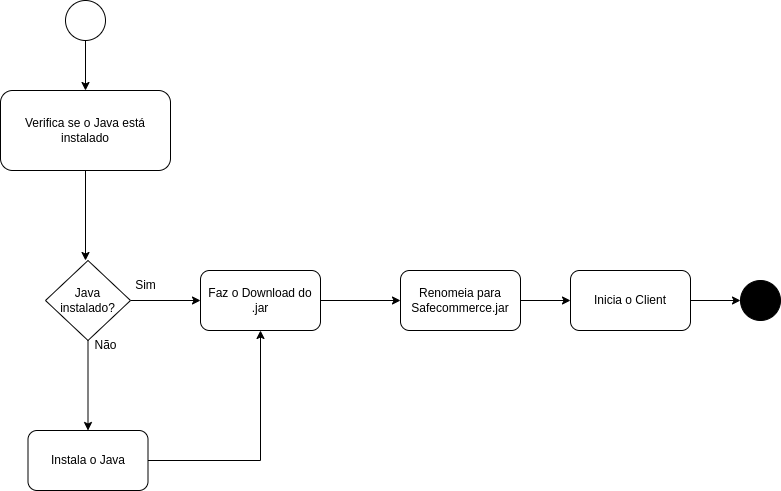 Verifica se o Java está
instalado
Java
instalado?
Sim
Não
Instala o Java
Faz o Download do
.jar
Renomeia para
Safecommerce.jar
Inicia o Client